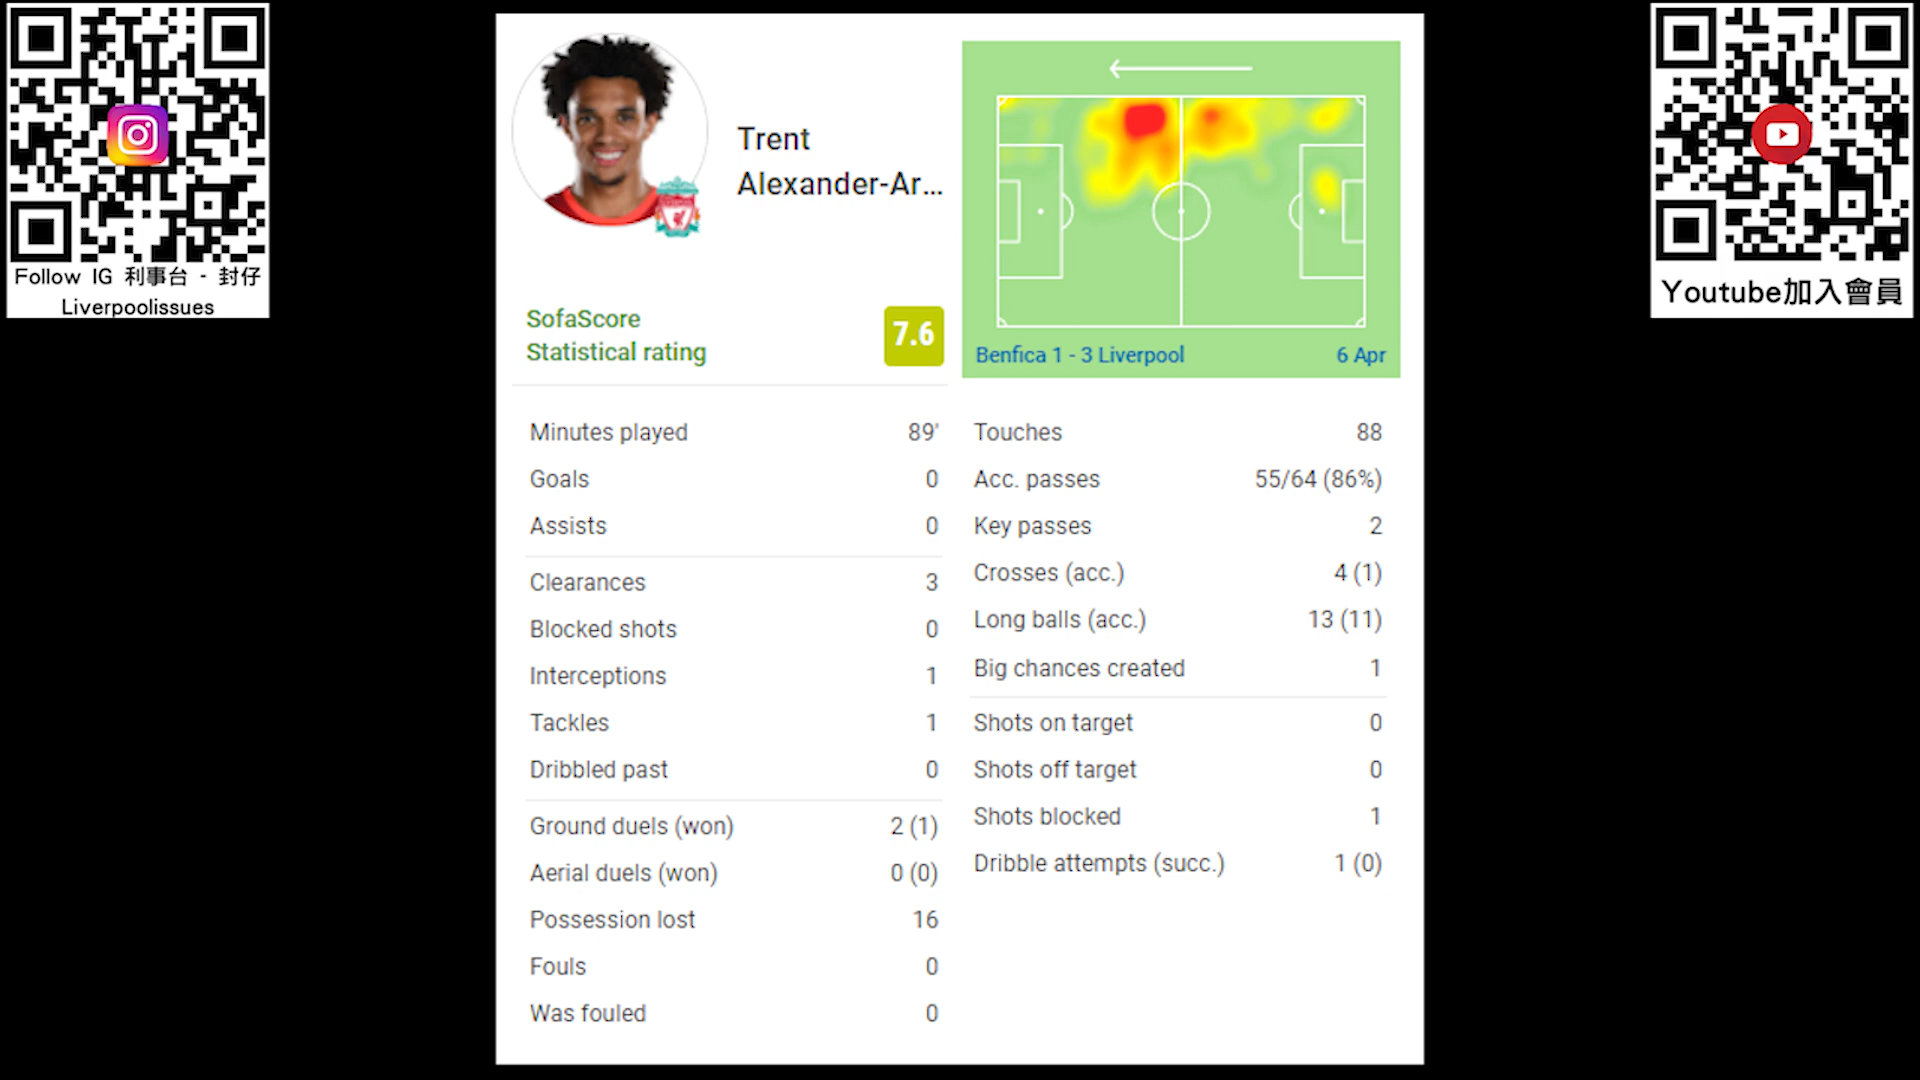 Follow IG 利事台 - 封仔
Liverpoolissues
Trent
Alexander-Ar...
SofaScore
Statistical rating
7.6
Minutes played 89'
Goals 0
Assists 0
Clearances 3
Blocked shots 0
Interceptions 1
Tackles 1
Dribbled past 0
Ground duels (won) 2 (1)
Aerial duels (won) 0 (0)
Possession lost 16
Fouls 0
Was fouled 0
Benfica 1 - 3 Liverpool 6 Apr
Touches 88
Acc. passes 55/64 (86%)
Key passes 2
Crosses (acc.) 4 (1)
Long balls (acc.) 13 (11)
Big chances created 1
Shots on target 0
Shots off target 0
Shots blocked 1
Dribble attempts (succ.) 1 (0)
Youtube加入會員